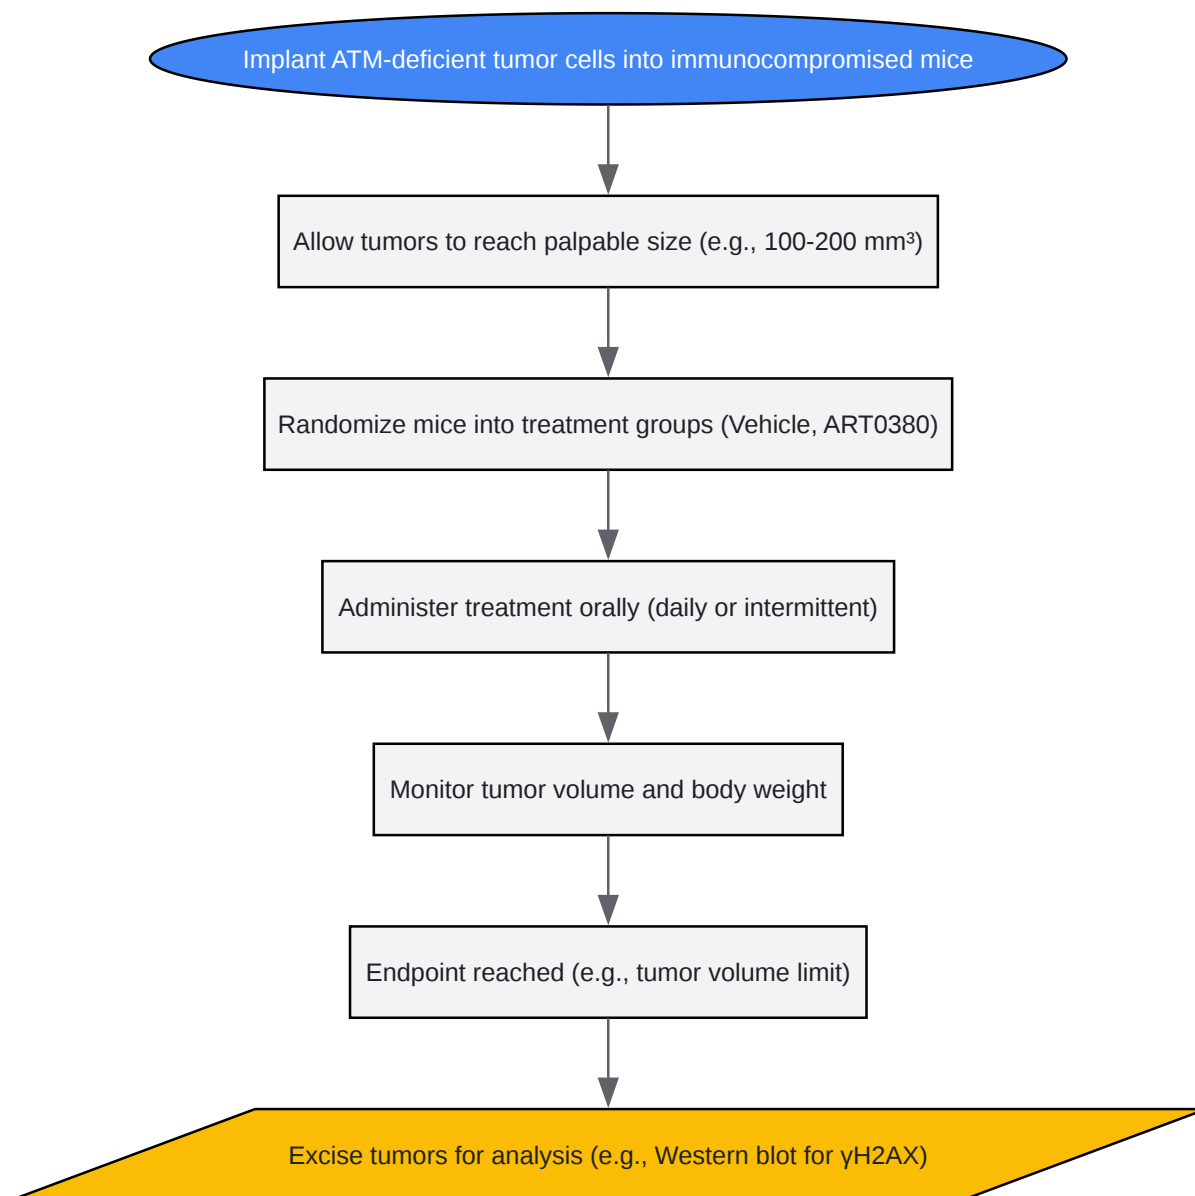 Implant ATM-deficient tumor cells into immunocompromised mice
Allow tumors to reach palpable size (e.g., 100-200 mm³)
Randomize mice into treatment groups (Vehicle, ART0380)
Administer treatment orally (daily or intermittent)
Monitor tumor volume and body weight
Endpoint reached (e.g., tumor volume limit)
Excise tumors for analysis (e.g., Western blot for γH2AX)